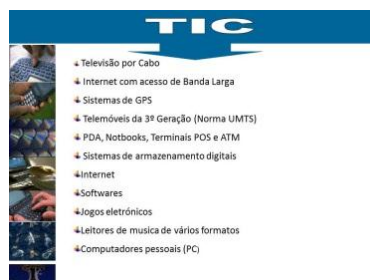 TIC
Televisão por Cabo
Internet com acesso de Banda Larga
Sistemas de GPS
Telemóveis da 3ª Geração (Norma UMTS)
PDA, Notbooks, Terminais POS e ATM
Sistemas de armazenamento digitais
Internet
Softwares
Jogos eletrónicos
Leitores de musica de vários formatos
Computadores pessoais (PC)